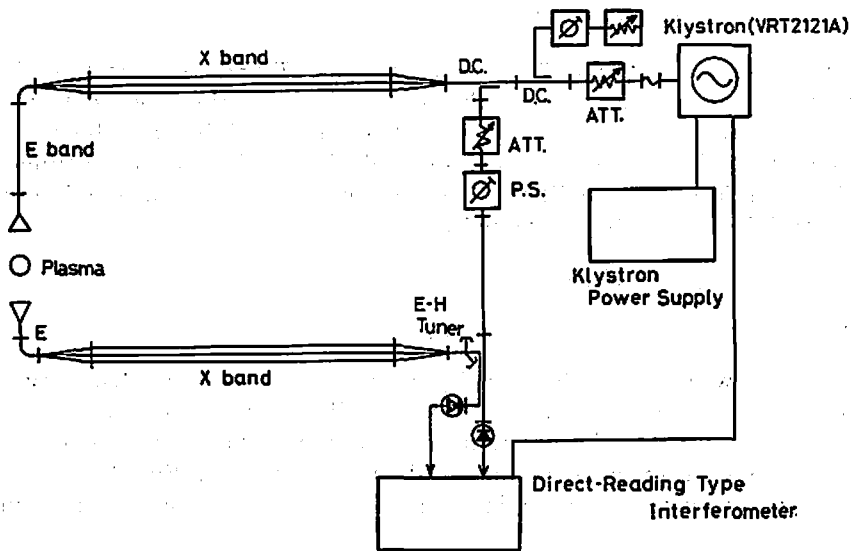 Klystron(VRT2121A)
X band
D.C.
D.C.
ATT.
E band
ATT.
P.S.
Plasma
Klystron
Power Supply
E-H
Tuner
E
X band
Direct-Reading Type
Interferometer